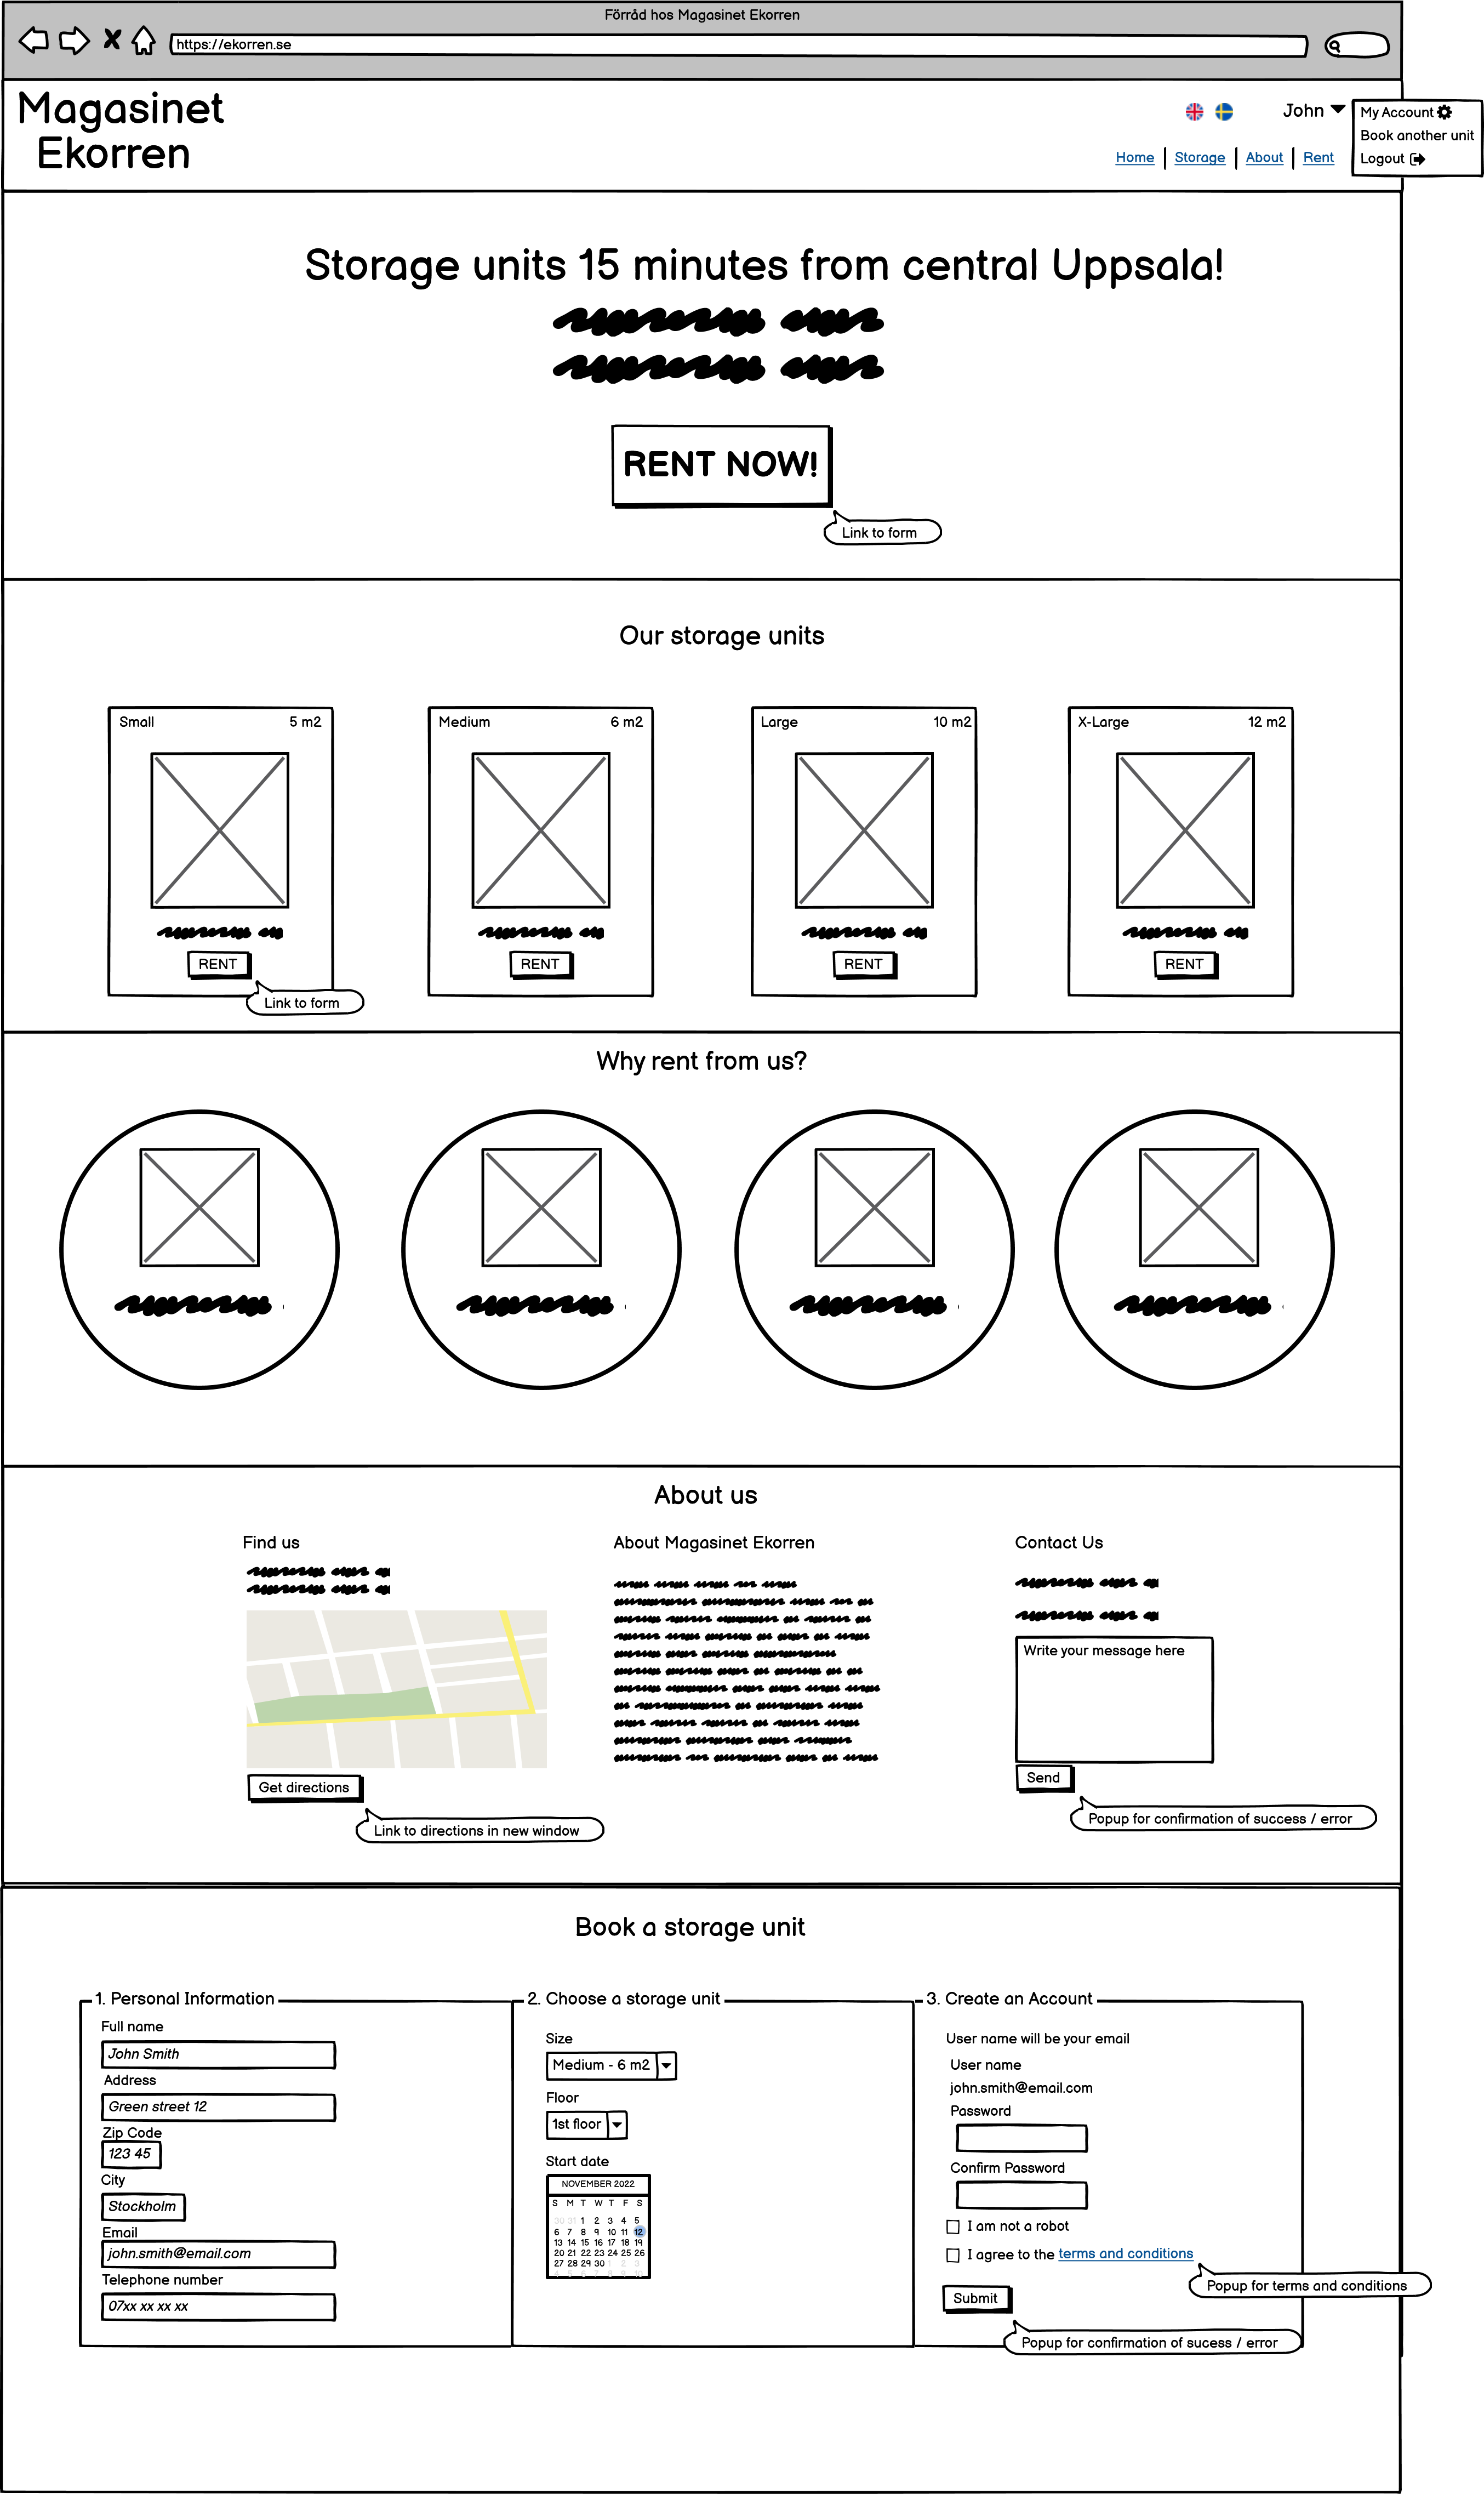 Förråd hos Magasinet Ekorren
https://ekorren.se
Magasinet
Ekorren
John
My Account
Book another unit
Logout
Home
Storage
About
Rent
Storage units 15 minutes from central Uppsala!
RENT NOW!
Link to form
Our storage units
Small 5 m2
Medium 6 m2
Large 10 m2
X-Large 12 m2
RENT
RENT
RENT
RENT
Link to form
Why rent from us?
About us
Find us
Get directions
Link to directions in new window
About Magasinet Ekorren
Contact Us
Write your message here
Send
Popup for confirmation of success / error
Book a storage unit
1. Personal Information
Full name
John Smith
Address
Green street 12
Zip Code
123 45
City
Stockholm
Email
john.smith@email.com
Telephone number
07xx xx xx xx
2. Choose a storage unit
Size
Medium - 6 m2
Floor
1st floor
Start date
NOVEMBER 2022
S M T W T F S
30 31 1 2 3 4 5
6 7 8 9 10 11 12
13 14 15 16 17 18 19
20 21 22 23 24 25 26
27 28 29 30 1 2 3
4 5 6 7 8 9 10
3. Create an Account
User name will be your email
User name
john.smith@email.com
Password
Confirm Password
I am not a robot
I agree to the terms and conditions
Popup for terms and conditions
Submit
Popup for confirmation of sucess / error